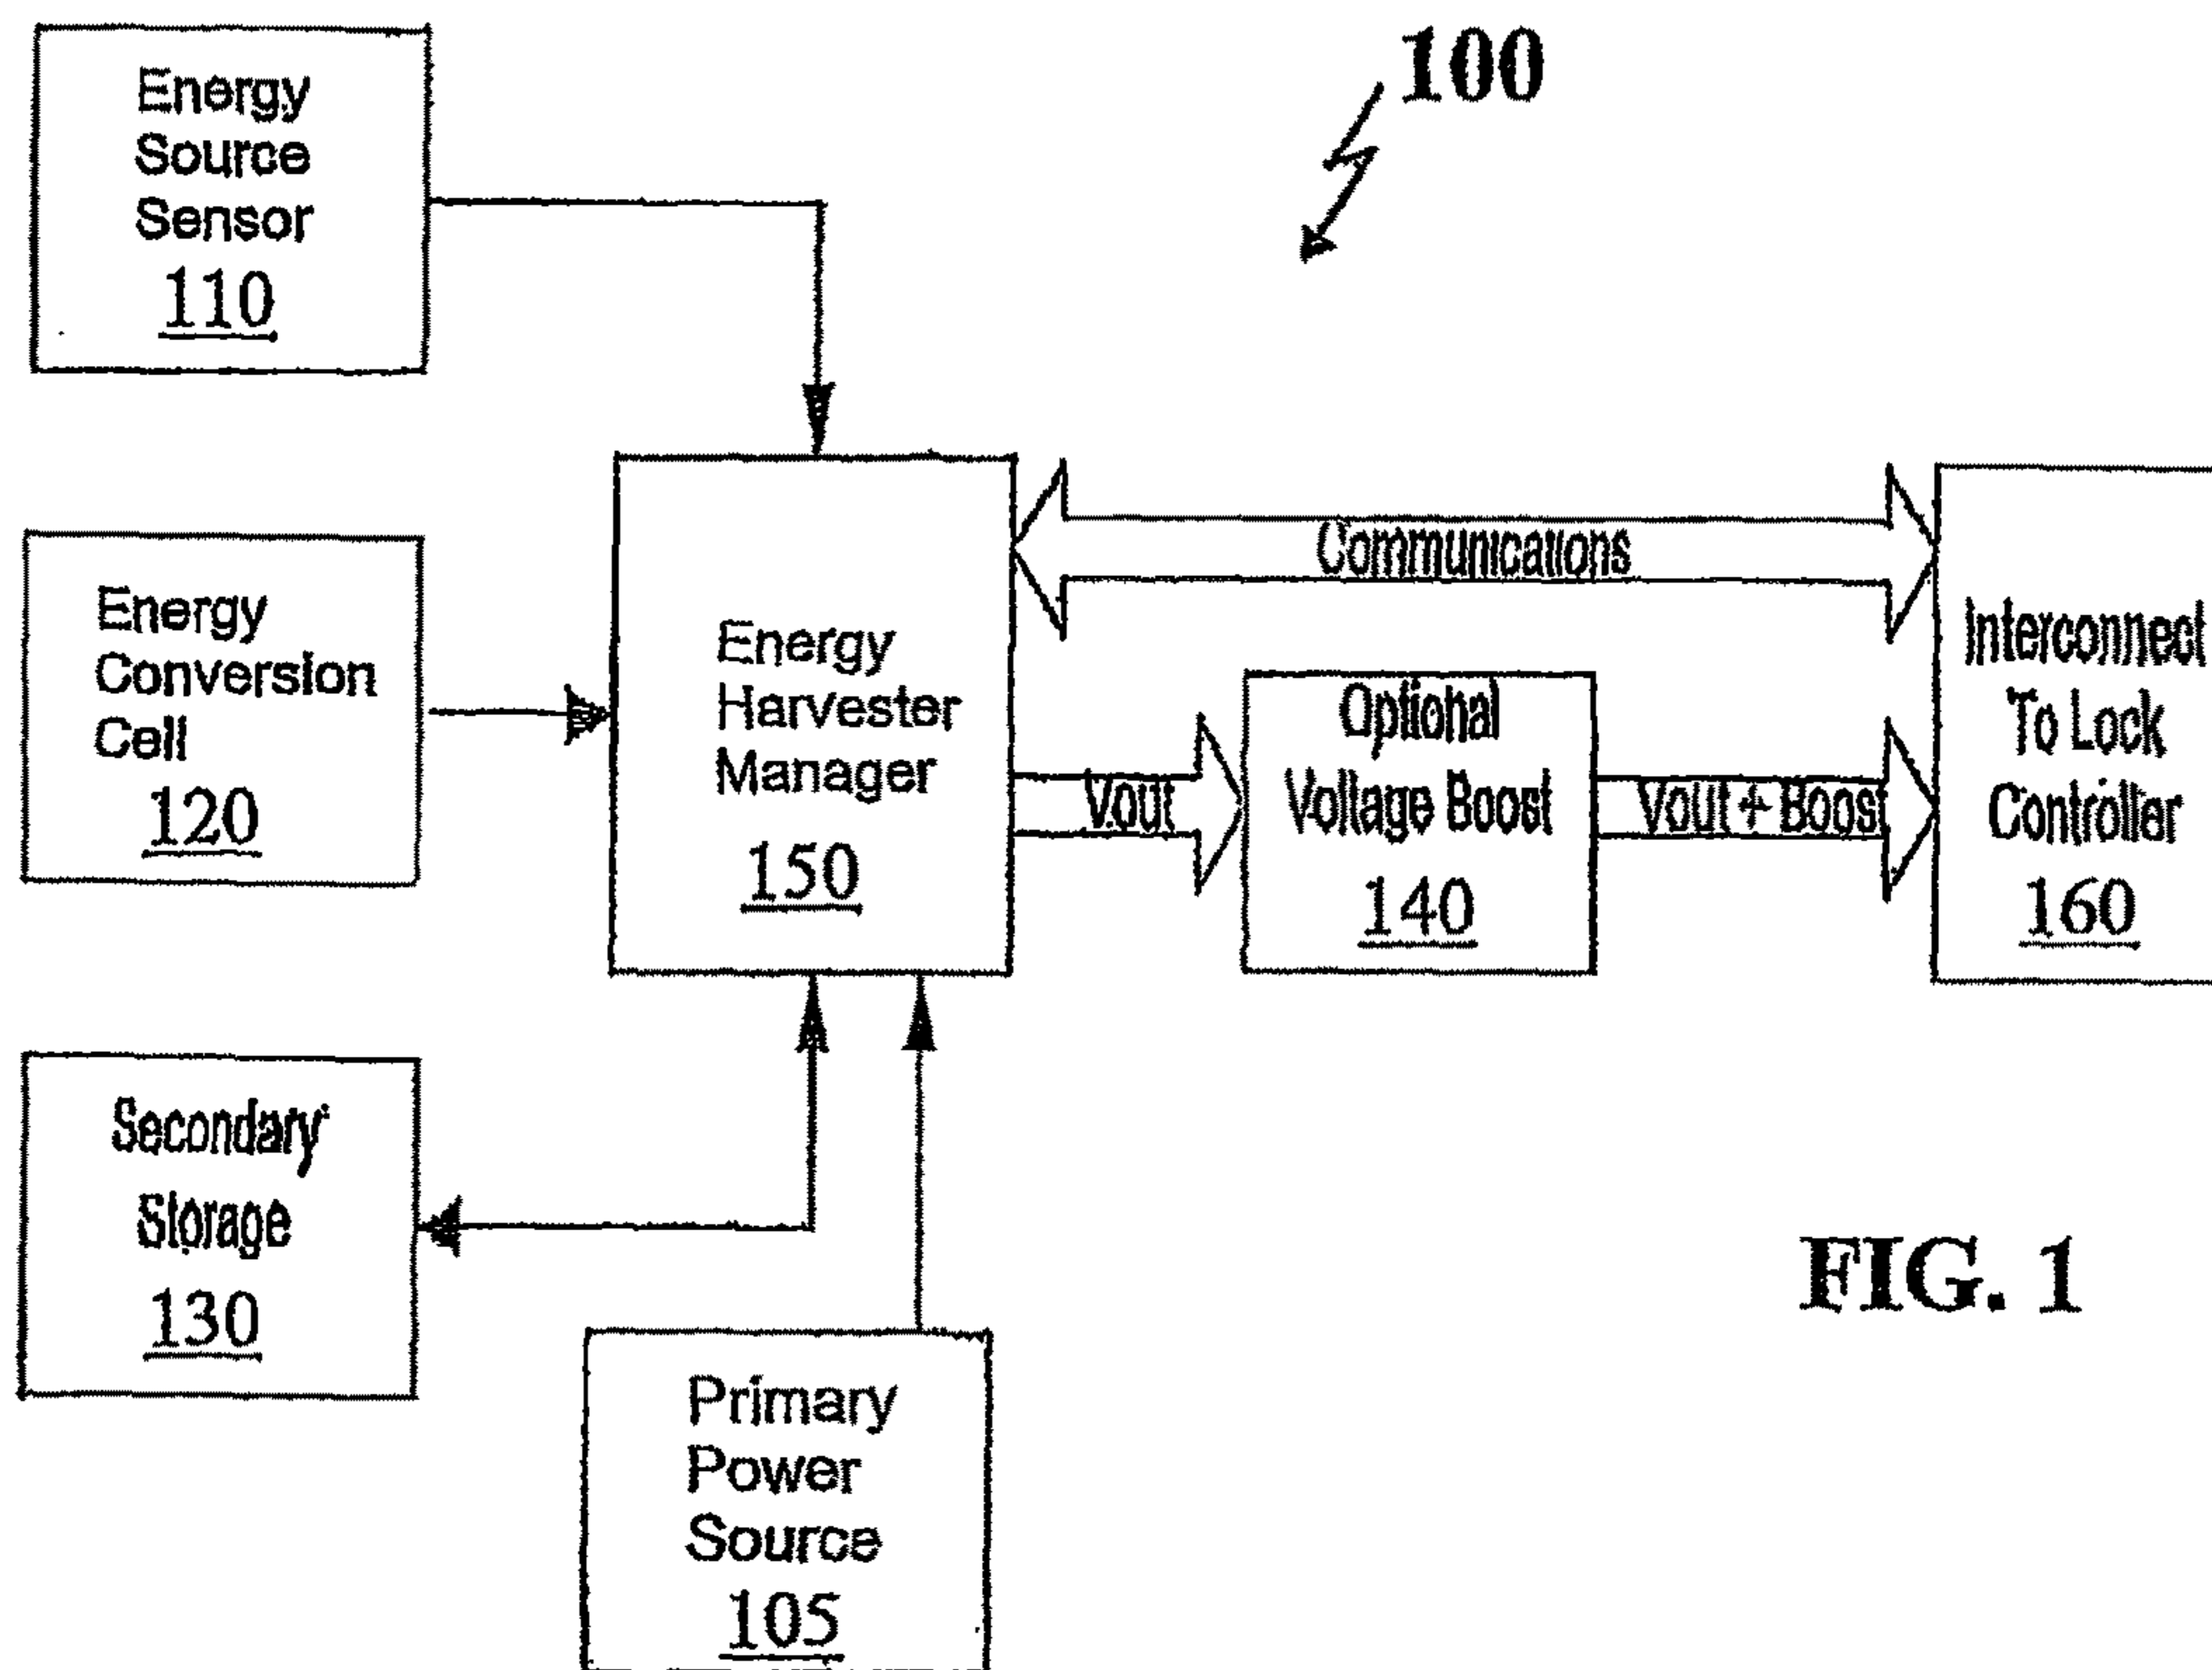 100
Energy
Source
Sensor
110
Energy
Conversion
Cell
120
Energy
Harvester
Manager
150
Communications
Vout
Optional
Voltage Boost
140
Vout + Boost
Interconnect
To Lock
Controller
160
Secondary
Storage
130
Primary
Power
Source
105
FIG. 1